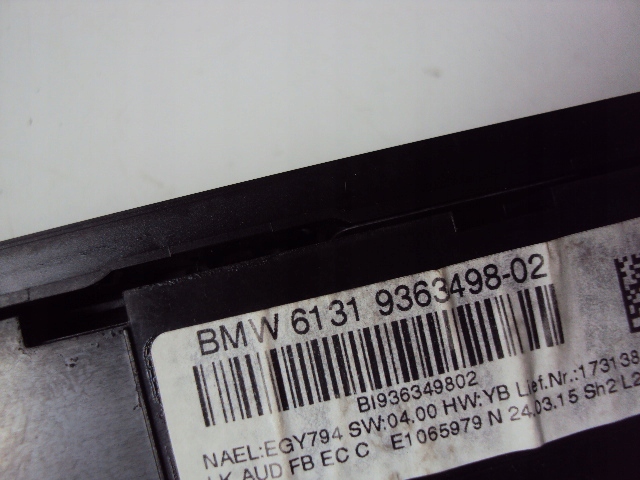 BMW 6131 9363498-02
BI936349802
NAEL:EGY794 SW:04.00 HW:YB Lief.Nr.:173138
LK AUD FB EC C E1065979 N 24.03.15 Sh2 L2